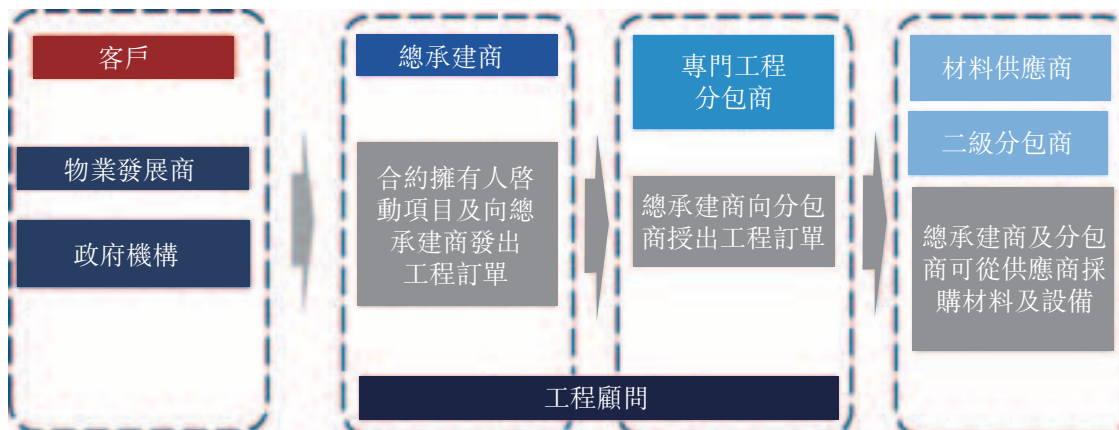 客戶
物業發展商
政府機構
總承建商
合約擁有人啓
動項目及向總
承建商發出
工程訂單
專門工程
分包商
總承建商向分包
商授出工程訂單
材料供應商
二級分包商
總承建商及分包
商可從供應商採
購材料及設備
工程顧問